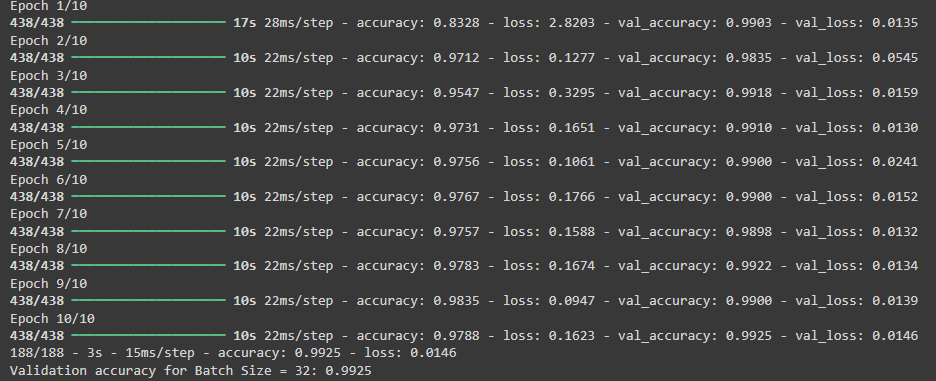 Epoch 1/10
438/438 ━━━━━━━━━━━━━━━━━━━━ 17s 28ms/step - accuracy: 0.8328 - loss: 2.8203 - val_accuracy: 0.9903 - val_loss: 0.0135
Epoch 2/10
438/438 ━━━━━━━━━━━━━━━━━━━━ 10s 22ms/step - accuracy: 0.9712 - loss: 0.1277 - val_accuracy: 0.9835 - val_loss: 0.0545
Epoch 3/10
438/438 ━━━━━━━━━━━━━━━━━━━━ 10s 22ms/step - accuracy: 0.9547 - loss: 0.3295 - val_accuracy: 0.9918 - val_loss: 0.0159
Epoch 4/10
438/438 ━━━━━━━━━━━━━━━━━━━━ 10s 22ms/step - accuracy: 0.9731 - loss: 0.1651 - val_accuracy: 0.9910 - val_loss: 0.0130
Epoch 5/10
438/438 ━━━━━━━━━━━━━━━━━━━━ 10s 22ms/step - accuracy: 0.9756 - loss: 0.1061 - val_accuracy: 0.9900 - val_loss: 0.0241
Epoch 6/10
438/438 ━━━━━━━━━━━━━━━━━━━━ 10s 22ms/step - accuracy: 0.9767 - loss: 0.1766 - val_accuracy: 0.9900 - val_loss: 0.0152
Epoch 7/10
438/438 ━━━━━━━━━━━━━━━━━━━━ 10s 22ms/step - accuracy: 0.9757 - loss: 0.1588 - val_accuracy: 0.9898 - val_loss: 0.0132
Epoch 8/10
438/438 ━━━━━━━━━━━━━━━━━━━━ 10s 22ms/step - accuracy: 0.9783 - loss: 0.1674 - val_accuracy: 0.9922 - val_loss: 0.0134
Epoch 9/10
438/438 ━━━━━━━━━━━━━━━━━━━━ 10s 22ms/step - accuracy: 0.9835 - loss: 0.0947 - val_accuracy: 0.9900 - val_loss: 0.0139
Epoch 10/10
438/438 ━━━━━━━━━━━━━━━━━━━━ 10s 22ms/step - accuracy: 0.9788 - loss: 0.1623 - val_accuracy: 0.9925 - val_loss: 0.0146
188/188 - 3s - 15ms/step - accuracy: 0.9925 - loss: 0.0146
Validation accuracy for Batch Size = 32: 0.9925